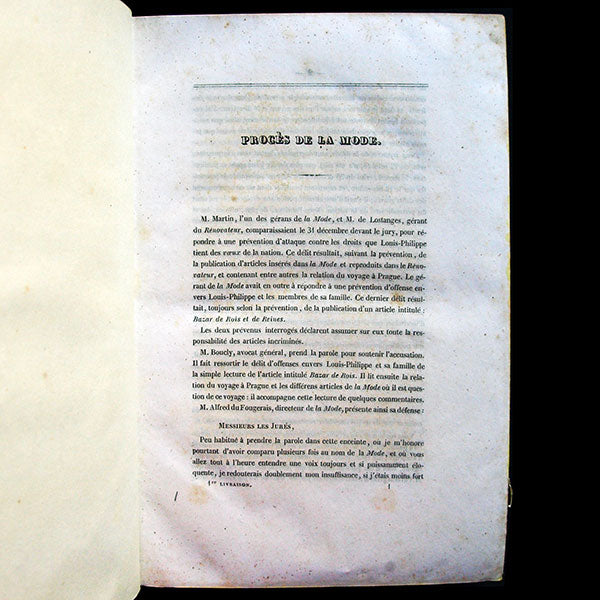 PROCÈS DE LA MODE.
M. Martin, l'un des gérans de la Mode, et M. de Lostanges, gérant
du Rénovateur, comparaissaient le 31 décembre devant le jury, pour ré-
pondre à une prévention d'attaque contre les droits que Louis-Philippe
tient des vœux de la nation. Ce délit résultait, suivant la prévention, de
la publication d'articles insérés dans la Mode et reproduits dans le Réno-
vateur, et contenant entre autres la relation du voyage à Prague. Le gé-
rant de la Mode avait en outre à répondre à une prévention d'offense en-
vers Louis-Philippe et les membres de sa famille. Ce dernier délit résul-
tait, toujours selon la prévention, de la publication d'un article intitulé :
Bazar de Rois et de Reines.
Les deux prévenus interrogés déclarent assumer sur eux toute la res-
ponsabilité des articles incriminés.
M. Boucly, avocat général, prend la parole pour soutenir l'accusation.
Il fait ressortir le délit d'offenses envers Louis-Philippe et sa famille de
la simple lecture de l'article intitulé Bazar de Rois. Il lit ensuite la rela-
tion du voyage à Prague et les différens articles de la Mode où il est ques-
tion de ce voyage : il accompagne cette lecture de quelques commentaires.
M. Alfred du Fougerais, directeur de la Mode, présente ainsi sa défense :
Messieurs les Jurés,
Peu habitué à prendre la parole dans cette enceinte, où je m'honore
pourtant d'avoir comparu plusieurs fois au nom de la Mode, et où vous
allez tout à l'heure entendre une voix toujours et si puissamment élo-
quente, je redouterais doublement mon insuffisance, si j'étais moins fort
1re LIVRAISON. 1